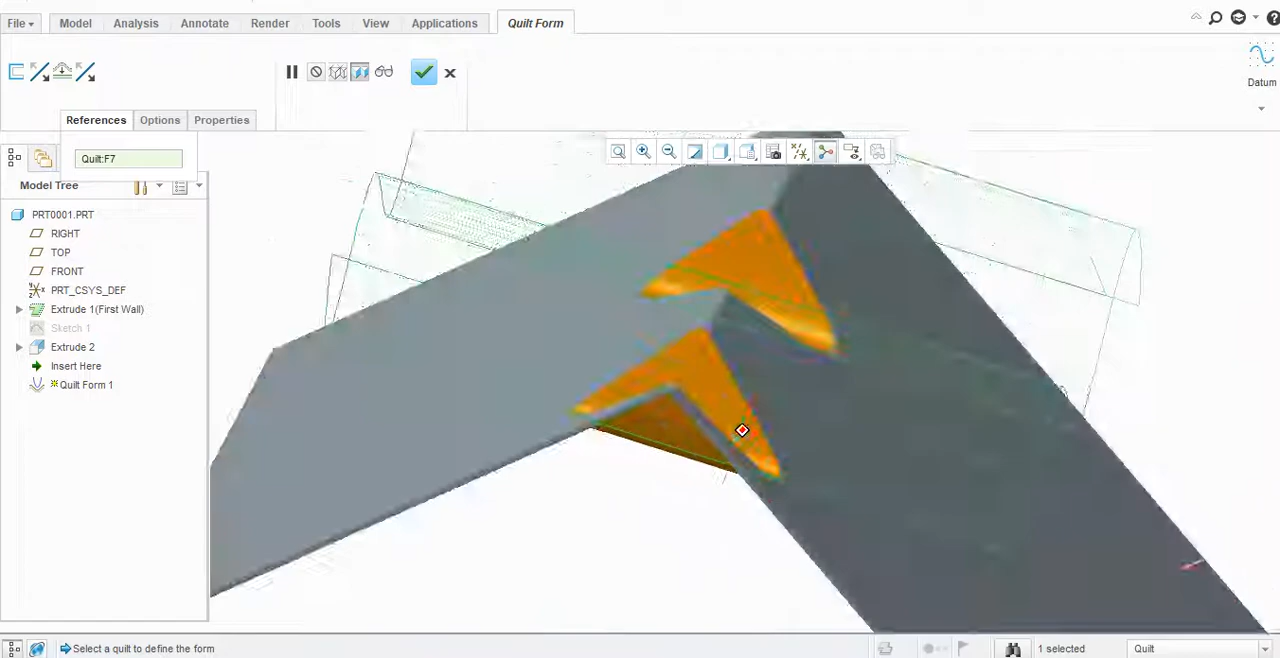 File Model Analysis Annotate Render Tools View Applications Quilt Form
Datum
References Options Properties
Quilt:F7
Model Tree
PRT0001.PRT
RIGHT
TOP
FRONT
PRT_CSYS_DEF
Extrude 1(First Wall)
Sketch 1
Extrude 2
Insert Here
Quilt Form 1
Select a quilt to define the form 1 selected Quilt